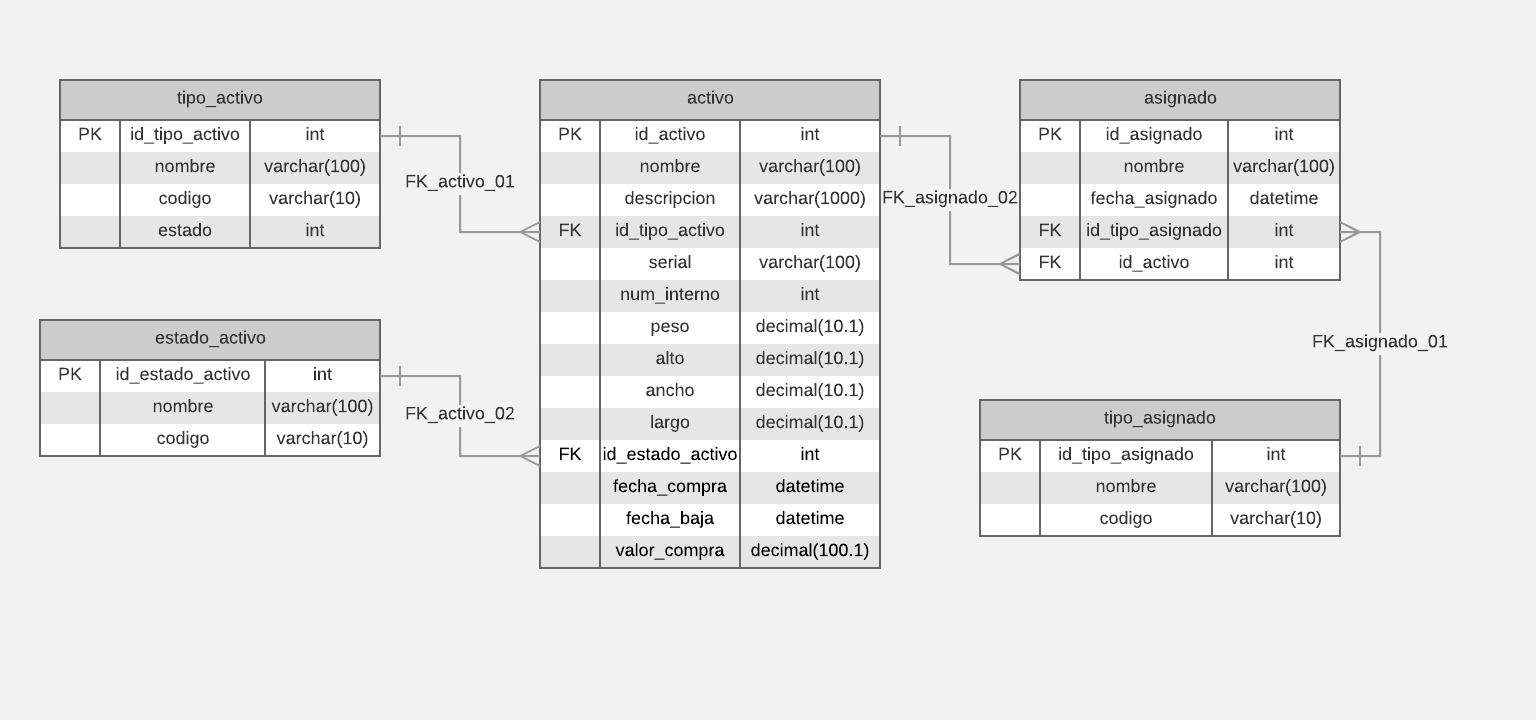 tipo_activo
PK id_tipo_activo int
nombre varchar(100)
codigo varchar(10)
estado int
FK_activo_01
estado_activo
PK id_estado_activo int
nombre varchar(100)
codigo varchar(10)
FK_activo_02
activo
PK id_activo int
nombre varchar(100)
descripcion varchar(1000)
FK id_tipo_activo int
serial varchar(100)
num_interno int
peso decimal(10.1)
alto decimal(10.1)
ancho decimal(10.1)
largo decimal(10.1)
FK id_estado_activo int
fecha_compra datetime
fecha_baja datetime
valor_compra decimal(100.1)
FK_asignado_02
asignado
PK id_asignado int
nombre varchar(100)
fecha_asignado datetime
FK id_tipo_asignado int
FK id_activo int
FK_asignado_01
tipo_asignado
PK id_tipo_asignado int
nombre varchar(100)
codigo varchar(10)